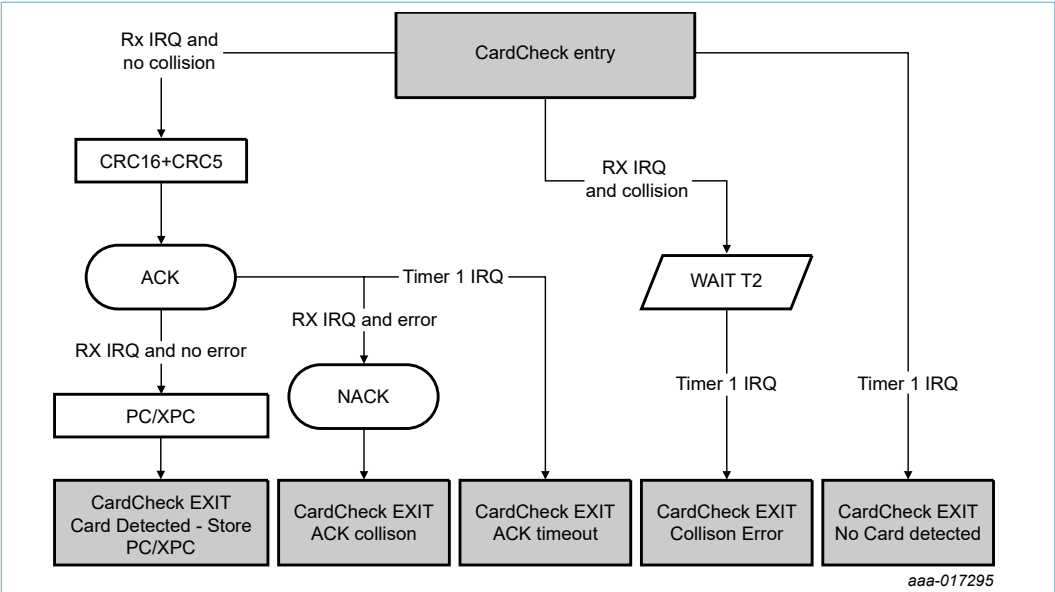 Rx IRQ and
no collision
CardCheck entry
CRC16+CRC5
RX IRQ
and collision
ACK
Timer 1 IRQ
WAIT T2
RX IRQ and error
RX IRQ and no error
NACK
Timer 1 IRQ
Timer 1 IRQ
PC/XPC
CardCheck EXIT
Card Detected - Store
PC/XPC
CardCheck EXIT
ACK collison
CardCheck EXIT
ACK timeout
CardCheck EXIT
Collison Error
CardCheck EXIT
No Card detected
aaa-017295